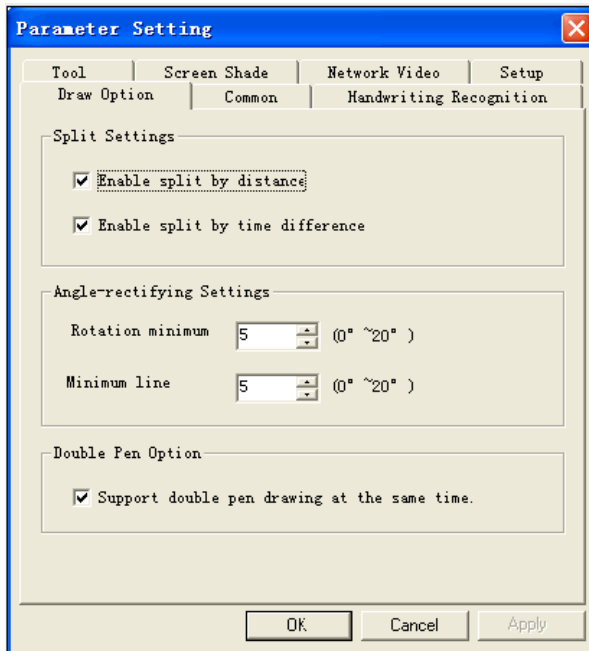 Parameter Setting
Tool Screen Shade Network Video Setup
Draw Option Common Handwriting Recognition
Split Settings
Enable split by distance
Enable split by time difference
Angle-rectifying Settings
Rotation minimum 5 (0° ~20° )
Minimum line 5 (0° ~20° )
Double Pen Option
Support double pen drawing at the same time.
OK Cancel Apply